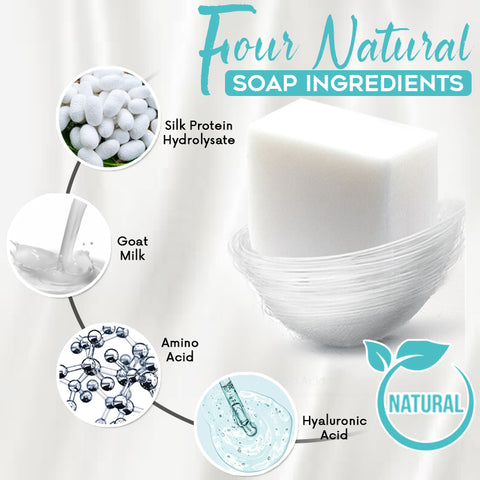 Four Natural
SOAP INGREDIENTS
Silk Protein
Hydrolysate
Goat
Milk
Amino
Acid
Hyaluronic
Acid
NATURAL